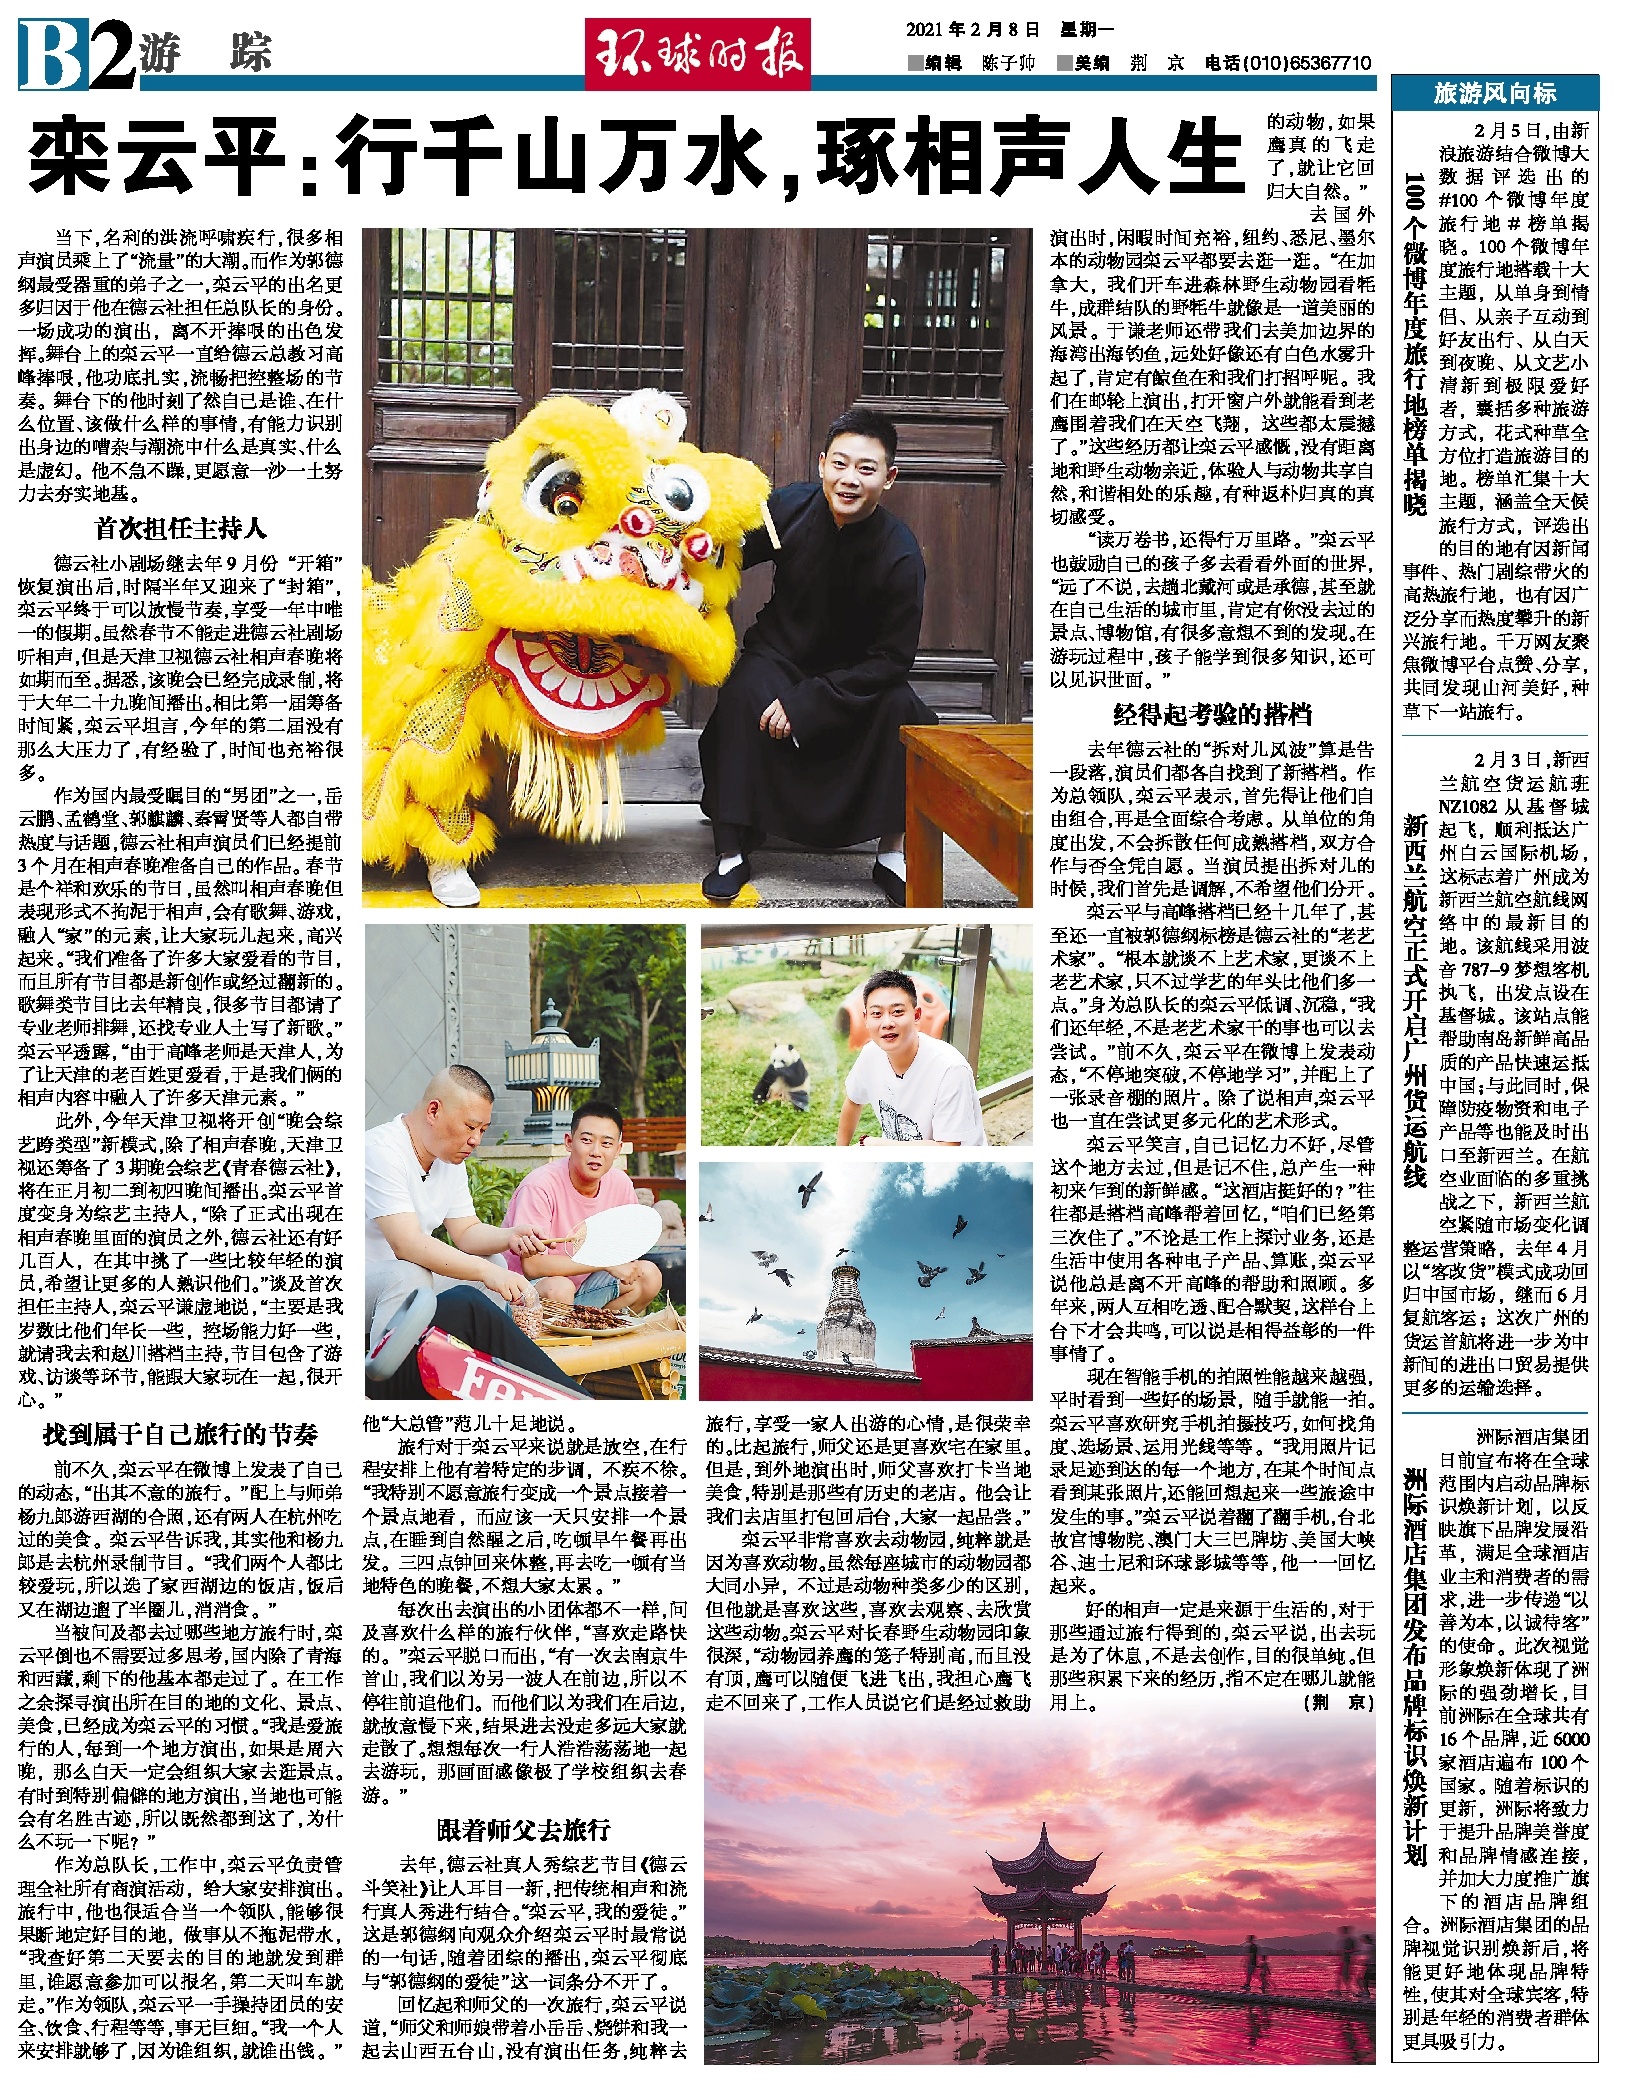 B2游 踪
环球时报
2021年2月8日 星期一
■编辑 陈子帅 ■美编 荆 京 电话(010)65367710
栾云平：行千山万水，琢相声人生
当下，名利的洪流呼啸疾行，很多相
声演员乘上了“流量”的大潮。而作为郭德
纲最受器重的弟子之一，栾云平的出名更
多归因于他在德云社担任总队长的身份。
一场成功的演出，离不开捧哏的出色发
挥。舞台上的栾云平一直给德云总教习高
峰捧哏，他功底扎实，流畅把控整场的节
奏。舞台下的他时刻了然自己是谁、在什
么位置、该做什么样的事情，有能力识别
出身边的嘈杂与潮流中什么是真实、什么
是虚幻。他不急不躁，更愿意一沙一土努
力去夯实地基。
首次担任主持人
德云社小剧场继去年9月份“开箱”
恢复演出后，时隔半年又迎来了“封箱”，
栾云平终于可以放慢节奏，享受一年中唯
一的假期。虽然春节不能走进德云社剧场
听相声，但是天津卫视德云社相声春晚将
如期而至。据悉，该晚会已经完成录制，将
于大年二十九晚间播出。相比第一届筹备
时间紧，栾云平坦言，今年的第二届没有
那么大压力了，有经验了，时间也充裕很
多。
作为国内最受瞩目的“男团”之一，岳
云鹏、孟鹤堂、郭麒麟、秦霄贤等人都自带
热度与话题，德云社相声演员们已经提前
3个月在相声春晚准备自己的作品。春节
是个祥和欢乐的节日，虽然叫相声春晚但
表现形式不拘泥于相声，会有歌舞、游戏，
融入“家”的元素，让大家玩儿起来，高兴
起来。“我们准备了许多大家爱看的节目，
而且所有节目都是新创作或经过翻新的。
歌舞类节目比去年精良，很多节目都请了
专业老师排舞，还找专业人士写了新歌。”
栾云平透露，“由于高峰老师是天津人，为
了让天津的老百姓更爱看，于是我们俩的
相声内容中融入了许多天津元素。”
此外，今年天津卫视将开创“晚会综
艺跨类型”新模式，除了相声春晚，天津卫
视还筹备了3期晚会综艺《青春德云社》，
将在正月初二到初四晚间播出。栾云平首
度变身为综艺主持人，“除了正式出现在
相声春晚里面的演员之外，德云社还有好
几百人，在其中挑了一些比较年轻的演
员，希望让更多的人熟识他们。”谈及首次
担任主持人，栾云平谦虚地说，“主要是我
岁数比他们年长一些，控场能力好一些，
就请我去和赵川搭档主持，节目包含了游
戏、访谈等环节，能跟大家玩在一起，很开
心。”
找到属于自己旅行的节奏
前不久，栾云平在微博上发表了自己
的动态，“出其不意的旅行。”配上与师弟
杨九郎游西湖的合照，还有两人在杭州吃
过的美食。栾云平告诉我，其实他和杨九
郎是去杭州录制节目。“我们两个人都比
较爱玩，所以选了家西湖边的饭店，饭后
又在湖边遛了半圈儿，消消食。”
当被问及都去过哪些地方旅行时，栾
云平倒也不需要过多思考，国内除了青海
和西藏，剩下的他基本都走过了。在工作
之余探寻演出所在目的地的文化、景点、
美食，已经成为栾云平的习惯。“我是爱旅
行的人，每到一个地方演出，如果是周六
晚，那么白天一定会组织大家去逛景点。
有时到特别偏僻的地方演出，当地也可能
会有名胜古迹，所以既然都到这了，为什
么不玩一下呢？”
作为总队长，工作中，栾云平负责管
理全社所有商演活动，给大家安排演出。
旅行中，他也很适合当一个领队，能够很
果断地定好目的地，做事从不拖泥带水，
“我查好第二天要去的目的地就发到群
里，谁愿意参加可以报名，第二天叫车就
走。”作为领队，栾云平一手操持团员的安
全、饮食、行程等等，事无巨细。“我一个人
来安排就够了，因为谁组织，就谁出钱。”
他“大总管”范儿十足地说。
旅行对于栾云平来说就是放空，在行
程安排上他有着特定的步调，不疾不徐。
“我特别不愿意旅行变成一个景点接着一
个景点地看，而应该一天只安排一个景
点，在睡到自然醒之后，吃顿早午餐再出
发。三四点钟回来休整，再去吃一顿有当
地特色的晚餐，不想大家太累。”
每次出去演出的小团体都不一样，问
及喜欢什么样的旅行伙伴，“喜欢走路快
的。”栾云平脱口而出，“有一次去南京牛
首山，我们以为另一波人在前边，所以不
停往前追他们。而他们以为我们在后边，
就故意慢下来，结果进去没走多远大家就
走散了。想想每次一行人浩浩荡荡地一起
去游玩，那画面感像极了学校组织去春
游。”
跟着师父去旅行
去年，德云社真人秀综艺节目《德云
斗笑社》让人耳目一新，把传统相声和流
行真人秀进行结合。“栾云平，我的爱徒。”
这是郭德纲向观众介绍栾云平时最常说
的一句话，随着团综的播出，栾云平彻底
与“郭德纲的爱徒”这一词条分不开了。
回忆起和师父的一次旅行，栾云平说
道，“师父和师娘带着小岳岳、烧饼和我一
起去山西五台山，没有演出任务，纯粹去
旅行，享受一家人出游的心情，是很荣幸
的。比起旅行，师父还是更喜欢宅在家里。
但是，到外地演出时，师父喜欢打卡当地
美食，特别是那些有历史的老店。他会让
我们去店里打包回后台，大家一起品尝。”
栾云平非常喜欢去动物园，纯粹就是
因为喜欢动物。虽然每座城市的动物园都
大同小异，不过是动物种类多少的区别，
但他就是喜欢这些，喜欢去观察、去欣赏
这些动物。栾云平对长春野生动物园印象
很深，“动物园养鹰的笼子特别高，而且没
有顶，鹰可以随便飞进飞出，我担心鹰飞
走不回来了，工作人员说它们是经过救助
的动物，如果
鹰真的飞走
了，就让它回
归大自然。”
去国外
演出时，闲暇时间充裕，纽约、悉尼、墨尔
本的动物园栾云平都要去逛一逛。“在加
拿大，我们开车进森林野生动物园看牦
牛，成群结队的野牦牛就像是一道美丽的
风景。于谦老师还带我们去美加边界的
海湾出海钓鱼，远处好像还有白色水雾升
起了，肯定有鲸鱼在和我们打招呼呢。我
们在邮轮上演出，打开窗户外就能看到老
鹰围着我们在天空飞翔，这些都太震撼
了。”这些经历都让栾云平感慨，没有距离
地和野生动物亲近，体验人与动物共享自
然，和谐相处的乐趣，有种返朴归真的真
切感受。
“读万卷书，还得行万里路。”栾云平
也鼓励自己的孩子多去看看外面的世界，
“远了不说，去趟北戴河或是承德，甚至就
在自己生活的城市里，肯定有你没去过的
景点、博物馆，有很多意想不到的发现。在
游玩过程中，孩子能学到很多知识，还可
以见识世面。”
经得起考验的搭档
去年德云社的“拆对儿风波”算是告
一段落，演员们都各自找到了新搭档。作
为总领队，栾云平表示，首先得让他们自
由组合，再是全面综合考虑。从单位的角
度出发，不会拆散任何成熟搭档，双方合
作与否全凭自愿。当演员提出拆对儿的
时候，我们首先是调解，不希望他们分开。
栾云平与高峰搭档已经十几年了，甚
至还一直被郭德纲标榜是德云社的“老艺
术家”。“根本就谈不上艺术家，更谈不上
老艺术家，只不过学艺的年头比他们多一
点。”身为总队长的栾云平低调、沉稳，“我
们还年轻，不是老艺术家干的事也可以去
尝试。”前不久，栾云平在微博上发表动
态，“不停地突破，不停地学习”，并配上了
一张录音棚的照片。除了说相声，栾云平
也一直在尝试更多元化的艺术形式。
栾云平笑言，自己记忆力不好，尽管
这个地方去过，但是记不住，总产生一种
初来乍到的新鲜感。“这酒店挺好的？”往
往都是搭档高峰帮着回忆，“咱们已经第
三次住了。”不论是工作上探讨业务，还是
生活中使用各种电子产品、算账，栾云平
说他总是离不开高峰的帮助和照顾。多
年来，两人互相吃透、配合默契，这样台上
台下才会共鸣，可以说是相得益彰的一件
事情了。
现在智能手机的拍照性能越来越强，
平时看到一些好的场景，随手就能一拍。
栾云平喜欢研究手机拍摄技巧，如何找角
度、选场景、运用光线等等。“我用照片记
录足迹到达的每一个地方，在某个时间点
看到某张照片，还能回想起来一些旅途中
发生的事。”栾云平说着翻了翻手机，台北
故宫博物院、澳门大三巴牌坊、美国大峡
谷、迪士尼和环球影城等等，他一一回忆
起来。
好的相声一定是来源于生活的，对于
那些通过旅行得到的，栾云平说，出去玩
是为了休息，不是去创作，目的很单纯。但
那些积累下来的经历，指不定在哪儿就能
用上。 （荆 京）
旅游风向标
100个微博年度旅行地榜单揭晓
2月5日，由新
浪旅游结合微博大
数据评选出的
#100个微博年度
旅行地#榜单揭
晓。100个微博年
度旅行地搭载十大
主题，从单身到情
侣、从亲子互动到
好友出行、从白天
到夜晚、从文艺小
清新到极限爱好
者，囊括多种旅游
方式，花式种草全
方位打造旅游目的
地。榜单汇集十大
主题，涵盖全天候
旅行方式，评选出
的目的地有因新闻
事件、热门剧综带火的
高热旅行地，也有因广
泛分享而热度攀升的新
兴旅行地。千万网友聚
焦微博平台点赞、分享，
共同发现山河美好，种
草下一站旅行。
新西兰航空正式开启广州货运航线
2月3日，新西
兰航空货运航班
NZ1082从基督城
起飞，顺利抵达广
州白云国际机场，
这标志着广州成为
新西兰航空航线网
络中的最新目的
地。该航线采用波
音787-9梦想客机
执飞，出发点设在
基督城。该站点能
帮助南岛新鲜高品
质的产品快速运抵
中国；与此同时，保
障防疫物资和电子
产品等也能及时出
口至新西兰。在航
空业面临的多重挑
战之下，新西兰航
空紧随市场变化调
整运营策略，去年4月
以“客改货”模式成功回
归中国市场，继而6月
复航客运；这次广州的
货运首航将进一步为中
新间的进出口贸易提供
更多的运输选择。
洲际酒店集团发布品牌标识焕新计划
洲际酒店集团
日前宣布将在全球
范围内启动品牌标
识焕新计划，以反
映旗下品牌发展沿
革，满足全球酒店
业主和消费者的需
求，进一步传递“以
善为本，以诚待客”
的使命。此次视觉
形象焕新体现了洲
际的强劲增长，目
前洲际在全球共有
16个品牌，近6000
家酒店遍布100个
国家。随着标识的
更新，洲际将致力
于提升品牌美誉度
和品牌情感连接，
并加大力度推广旗
下的酒店品牌组
合。洲际酒店集团的品
牌视觉识别焕新后，将
能更好地体现品牌特
性，使其对全球宾客，特
别是年轻的消费者群体
更具吸引力。